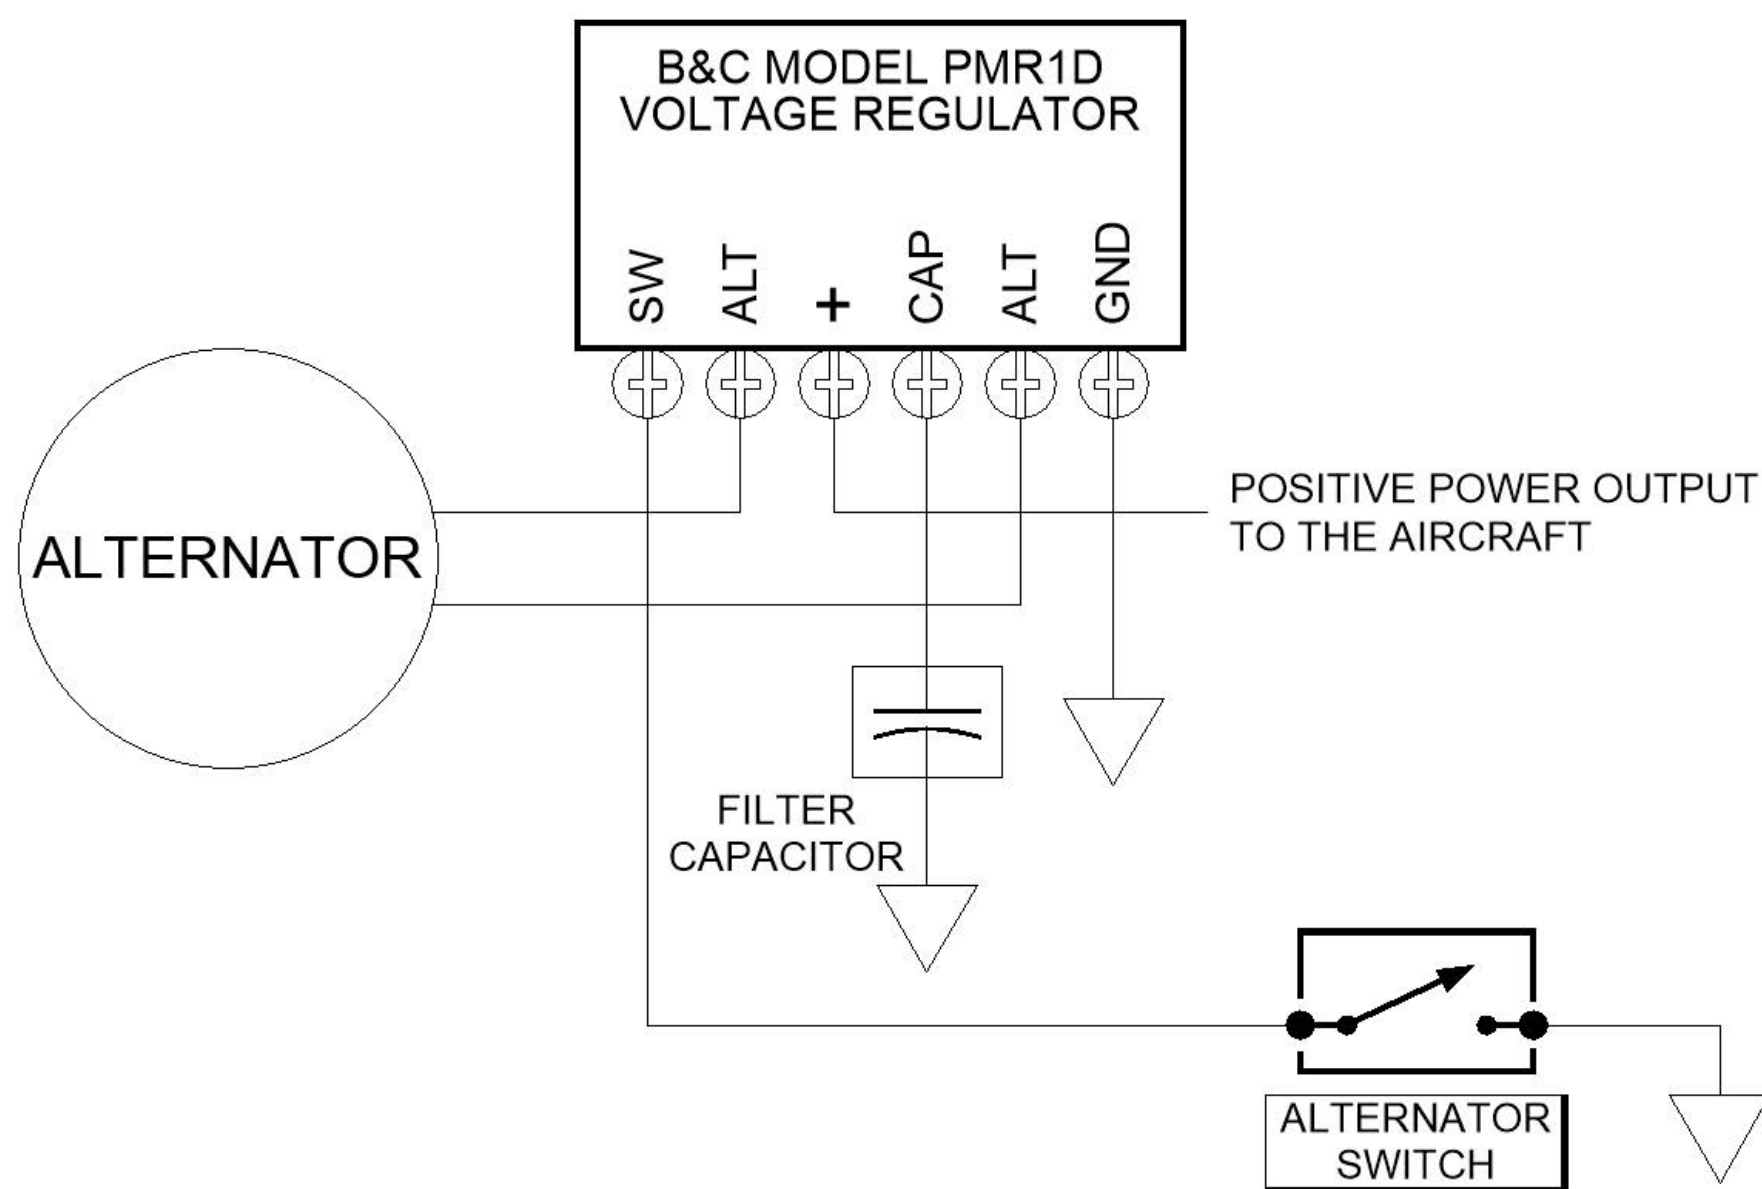 B&C MODEL PMR1D
VOLTAGE REGULATOR
SW
ALT
+
CAP
ALT
GND
ALTERNATOR
POSITIVE POWER OUTPUT
TO THE AIRCRAFT
FILTER
CAPACITOR
ALTERNATOR
SWITCH